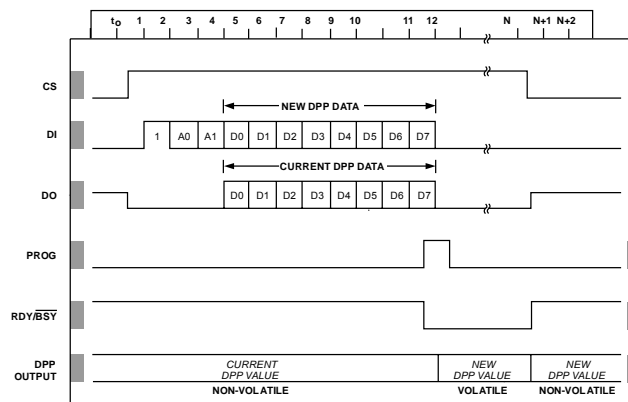 to 1 2 3 4 5 6 7 8 9 10 11 12 N N+1 N+2
CS
NEW DPP DATA
DI 1 A0 A1 D0 D1 D2 D3 D4 D5 D6 D7
CURRENT DPP DATA
DO D0 D1 D2 D3 D4 D5 D6 D7
PROG
RDY/BSY
DPP OUTPUT
CURRENT DPP VALUE
NON-VOLATILE
NEW DPP VALUE
VOLATILE
NEW DPP VALUE
NON-VOLATILE